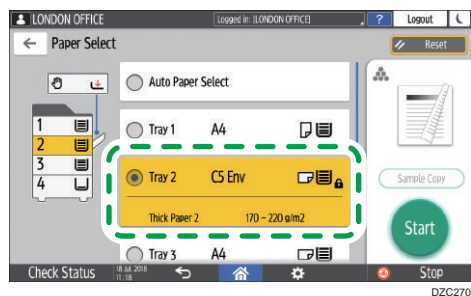 LONDON OFFICE Logged in: [LONDON OFFICE] ? Logout
Paper Select Reset
Auto Paper Select
1 Tray 1 A4
2
3 Tray 2 C5 Env
4 Sample Copy
Thick Paper 2 170 - 220 g/m2
Start
Tray 3 A4
Check Status 18 Jul. 2018 11:18 Stop
DZC270